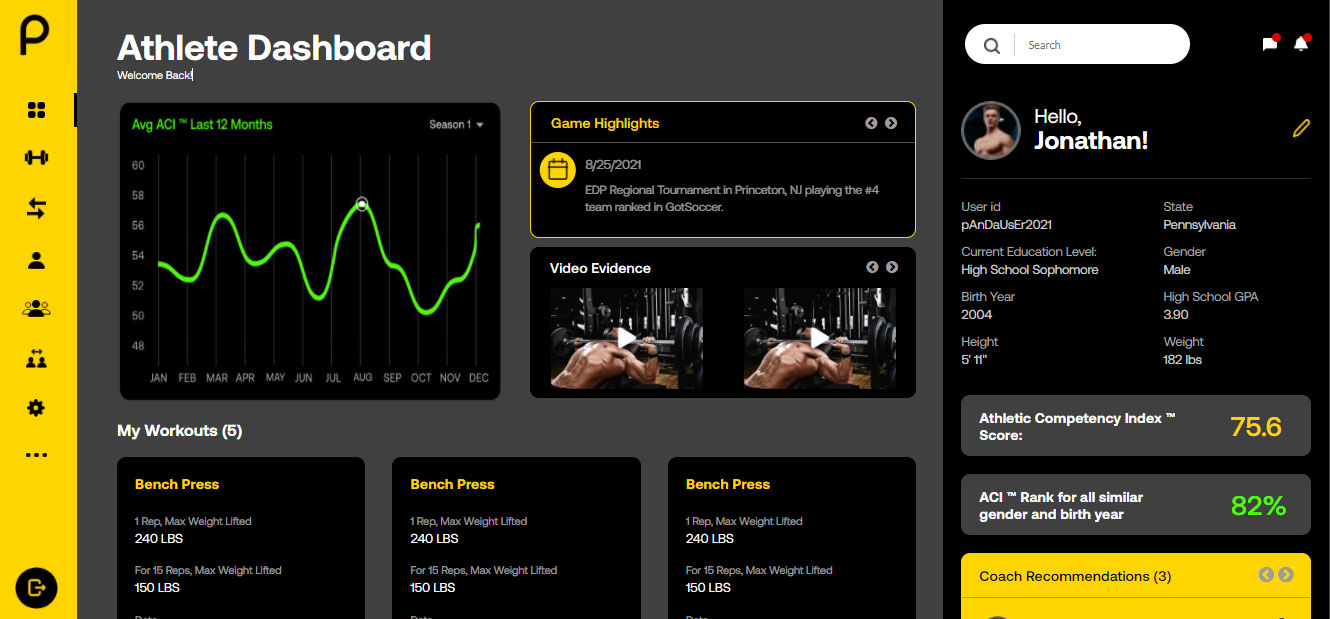 Athlete Dashboard
Welcome Back!
Avg ACI ™ Last 12 Months
Season 1
60
58
56
54
52
50
48
JAN FEB MAR APR MAY JUN JUL AUG SEP OCT NOV DEC
Game Highlights
8/25/2021
EDP Regional Tournament in Princeton, NJ playing the #4
team ranked in GotSoccer.
Video Evidence
My Workouts (5)
Bench Press
1 Rep, Max Weight Lifted
240 LBS
For 15 Reps, Max Weight Lifted
150 LBS
Date
Bench Press
1 Rep, Max Weight Lifted
240 LBS
For 15 Reps, Max Weight Lifted
150 LBS
Date
Bench Press
1 Rep, Max Weight Lifted
240 LBS
For 15 Reps, Max Weight Lifted
150 LBS
Date
Search
Hello,
Jonathan!
User id
pAnDaUsEr2021
State
Pennsylvania
Current Education Level:
High School Sophomore
Gender
Male
Birth Year
2004
High School GPA
3.90
Height
5' 11"
Weight
182 lbs
Athletic Competency Index ™
Score:
75.6
ACI ™ Rank for all similar
gender and birth year
82%
Coach Recommendations (3)